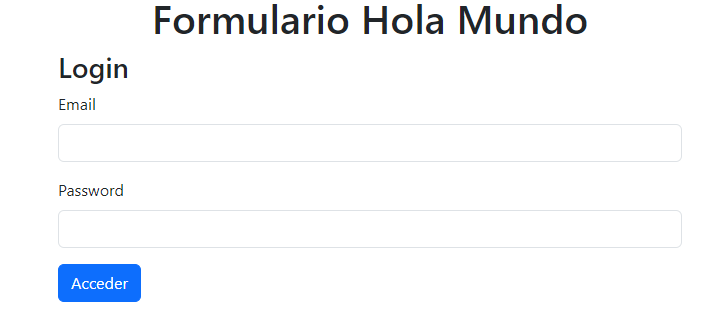 Formulario Hola Mundo
Login
Email
Password
Acceder